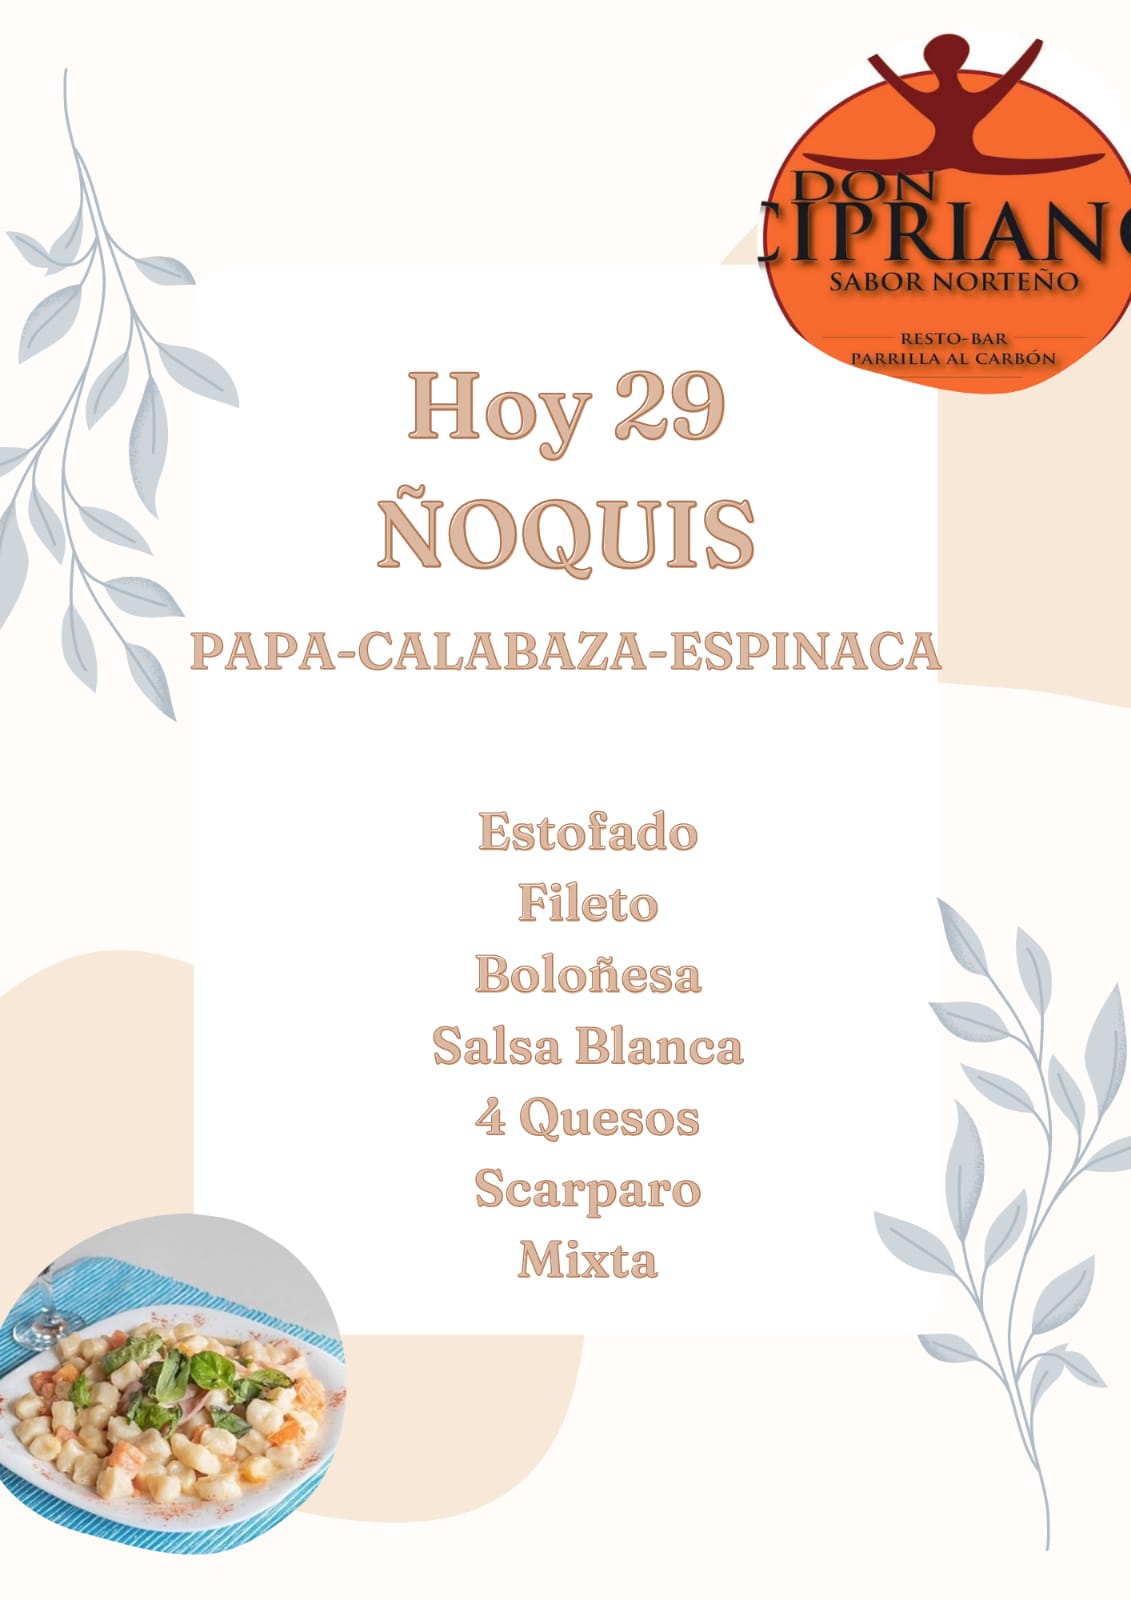 DON
CIPRIANO
SABOR NORTEÑO
RESTO-BAR
PARRILLA AL CARBÓN
Hoy 29
ÑOQUIS
PAPA-CALABAZA-ESPINACA
Estofado
Fileto
Boloñesa
Salsa Blanca
4 Quesos
Scarparo
Mixta